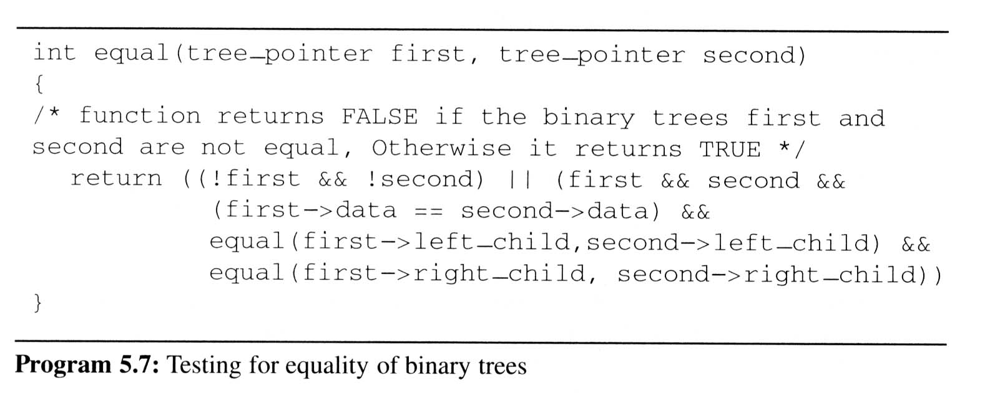 int equal(tree_pointer first, tree_pointer second)
{
/* function returns FALSE if the binary trees first and
second are not equal, Otherwise it returns TRUE */
return ((!first && !second) || (first && second &&
(first->data == second->data) &&
equal(first->left_child,second->left_child) &&
equal(first->right_child, second->right_child))
}
Program 5.7: Testing for equality of binary trees